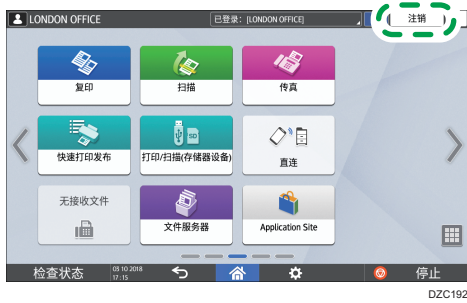 LONDON OFFICE
已登录：[LONDON OFFICE]
注销
复印
扫描
传真
快速打印发布
SD
打印/扫描(存储器设备)
直连
无接收文件
文件服务器
Application Site
检查状态
03 10 2018
17 : 15
停止
DZC192